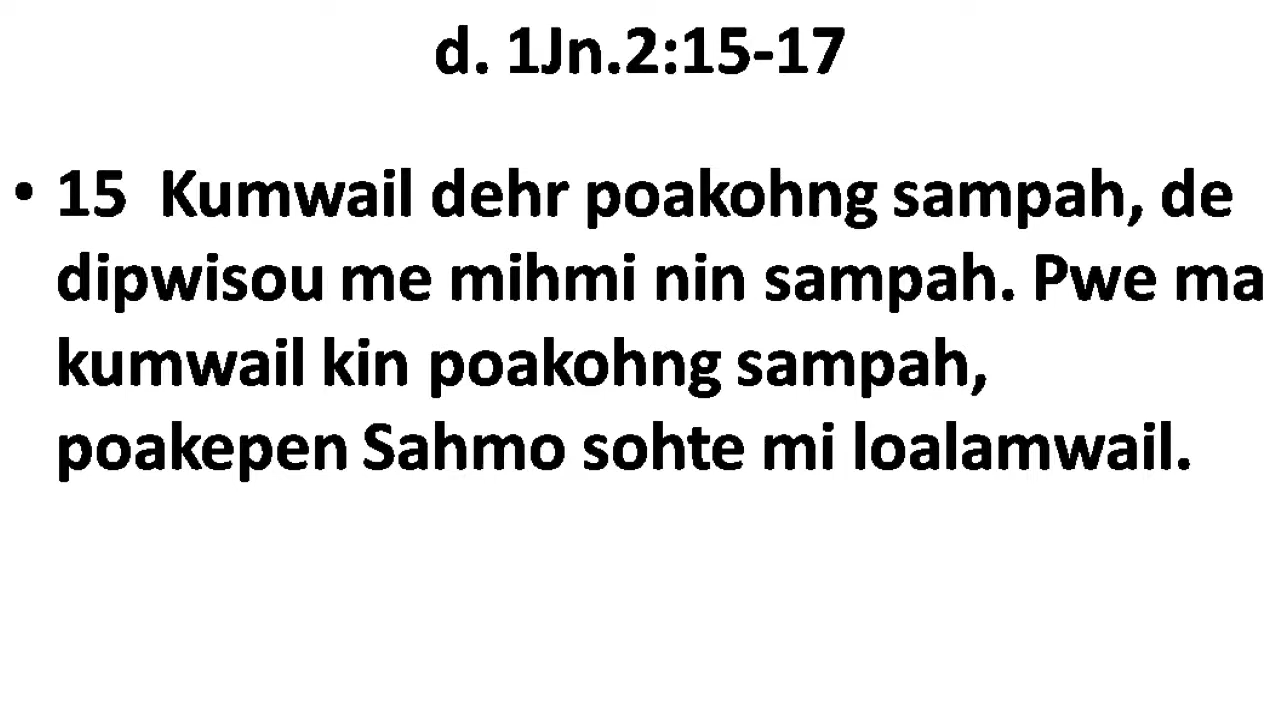 d. 1Jn.2:15-17
• 15  Kumwail dehr poakohng sampah, de
dipwisou me mihmi nin sampah. Pwe ma
kumwail kin poakohng sampah,
poakepen Sahmo sohte mi loalamwail.